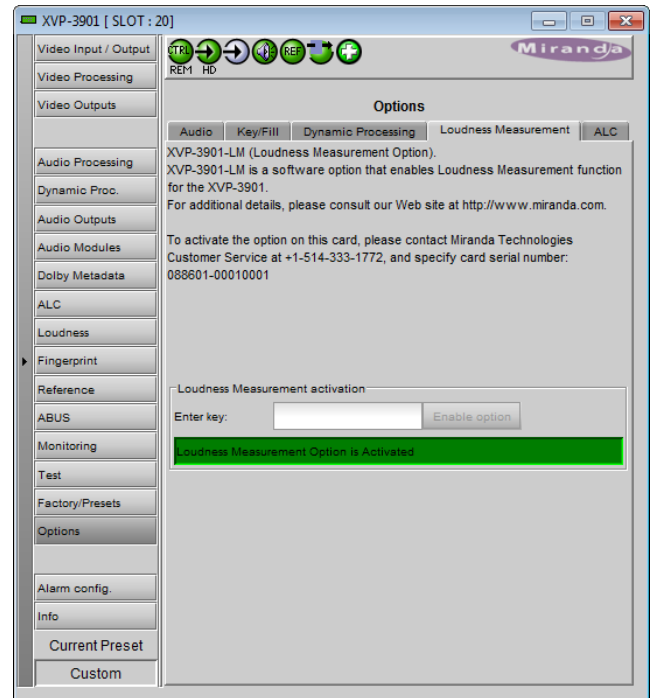 XVP-3901 [ SLOT : 20]
Video Input / Output
Video Processing
Video Outputs
Audio Processing
Dynamic Proc.
Audio Outputs
Audio Modules
Dolby Metadata
ALC
Loudness
Fingerprint
Reference
ABUS
Monitoring
Test
Factory/Presets
Options
Alarm config.
Info
Current Preset
Custom
CTRL
REF
REM HD
Miranda
Options
Audio Key/Fill Dynamic Processing Loudness Measurement ALC
XVP-3901-LM (Loudness Measurement Option).
XVP-3901-LM is a software option that enables Loudness Measurement function
for the XVP-3901.
For additional details, please consult our Web site at http://www.miranda.com.
To activate the option on this card, please contact Miranda Technologies
Customer Service at +1-514-333-1772, and specify card serial number:
088601-00010001
Loudness Measurement activation
Enter key: Enable option
Loudness Measurement Option is Activated